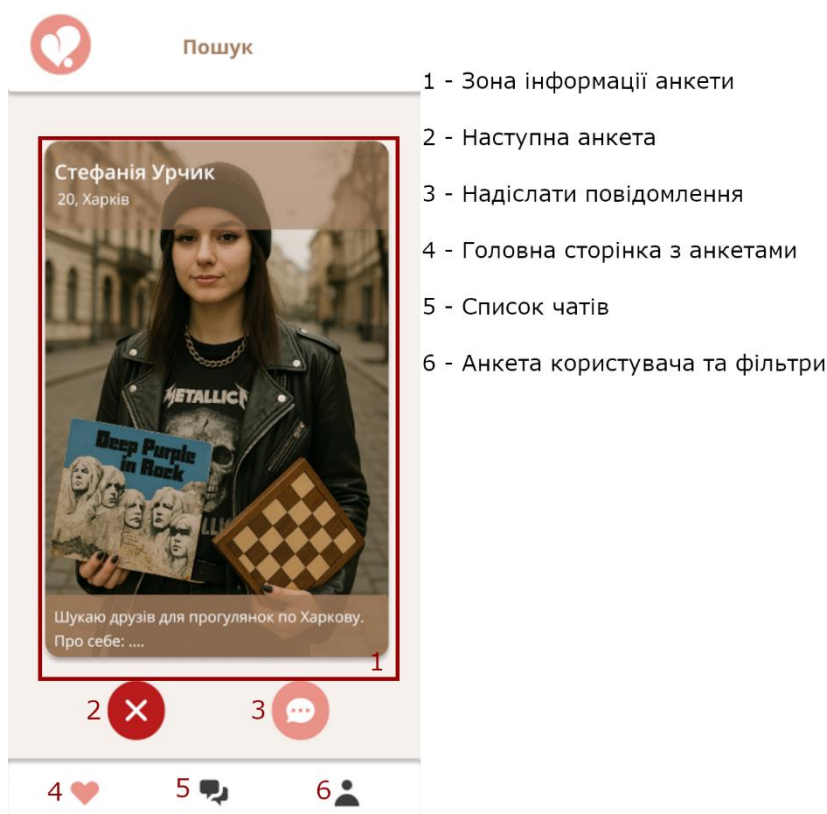 Пошук
1 - Зона інформації анкети
2 - Наступна анкета
3 - Надіслати повідомлення
4 - Головна сторінка з анкетами
5 - Список чатів
6 - Анкета користувача та фільтри
Стефанія Урчик
20, Харків
METALLICA
Deep Purple
in Rock
Шукаю друзів для прогулянок по Харкову.
Про себе: ....
1
2
3
4
5
6